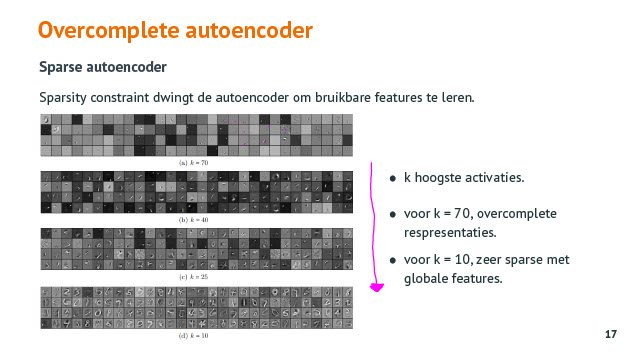 Overcomplete autoencoder
Sparse autoencoder
Sparsity constraint dwingt de autoencoder om bruikbare features te leren.
(a) k = 70
(b) k = 40
(c) k = 25
(d) k = 10
● k hoogste activaties.
● voor k = 70, overcomplete
respresentaties.
● voor k = 10, zeer sparse met
globale features.
17